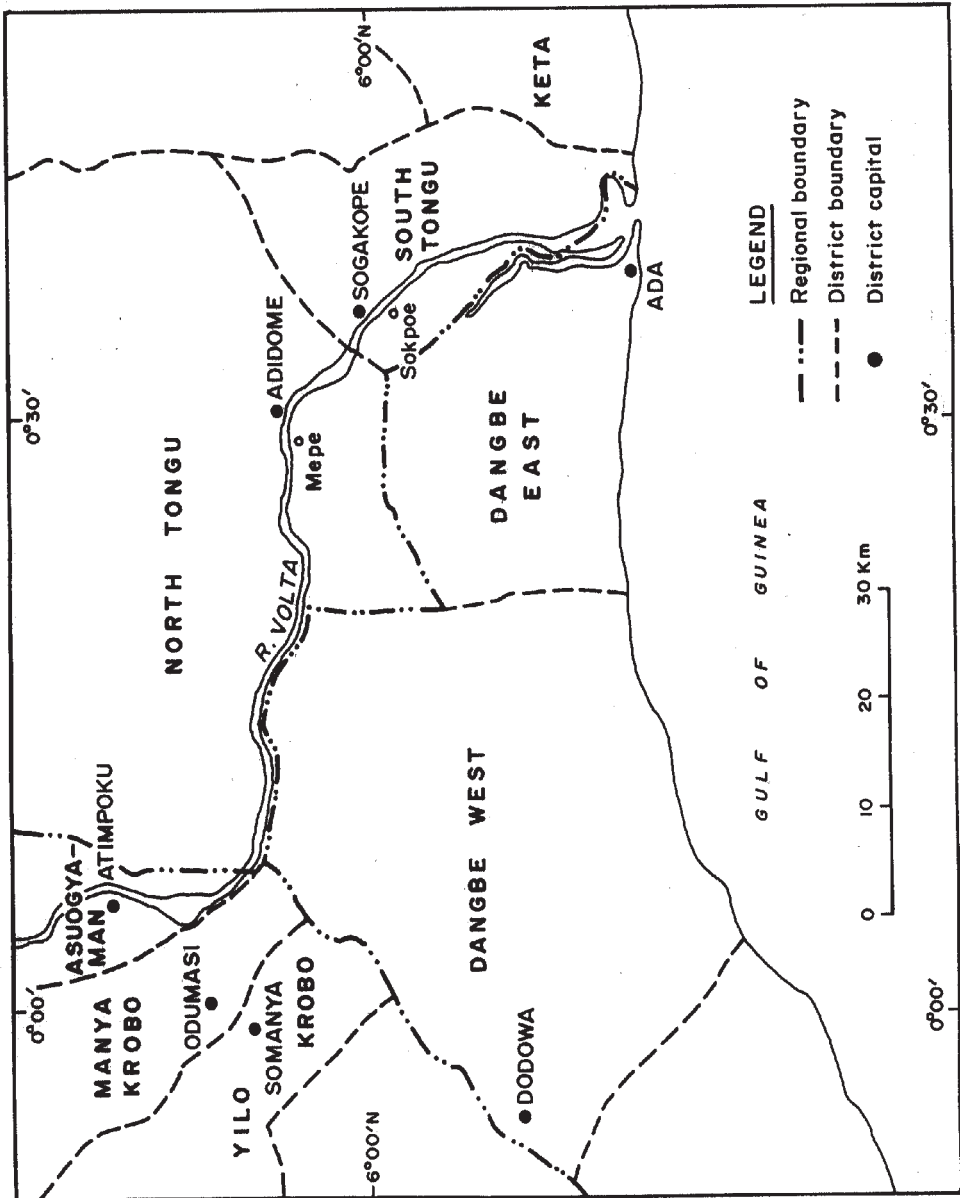 0°00'
0°30'
ASUOGYA-
MAN
ATIMPOKU
MANYA
KROBO
ODUMASI
YILO
KROBO
SOMANYA
NORTH TONGU
R. VOLTA
ADIDOME
Mepe
SOGAKOPE
Sokpoe
SOUTH
TONGU
KETA
6°00'N
6°00'N
DODOWA
DANGBE WEST
DANGBE
EAST
ADA
GULF OF GUINEA
LEGEND
Regional boundary
District boundary
District capital
0 10 20 30 Km
0°00'
0°30'